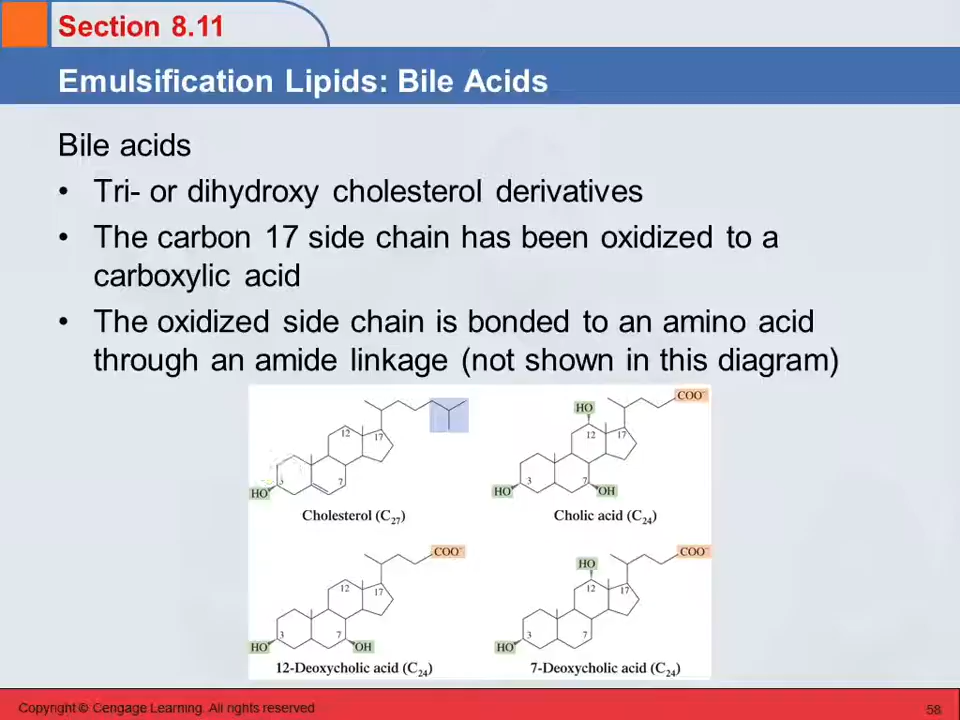 Section 8.11
Emulsification Lipids: Bile Acids
Bile acids
• Tri- or dihydroxy cholesterol derivatives
• The carbon 17 side chain has been oxidized to a
carboxylic acid
• The oxidized side chain is bonded to an amino acid
through an amide linkage (not shown in this diagram)
12 17
3 7
HO
Cholesterol (C₂₇)
COO⁻
HO
12 17
3 7
HO OH
Cholic acid (C₂₄)
COO⁻
12 17
3 7
HO OH
12-Deoxycholic acid (C₂₄)
COO⁻
HO
12 17
3 7
HO
7-Deoxycholic acid (C₂₄)
Copyright © Cengage Learning. All rights reserved 58